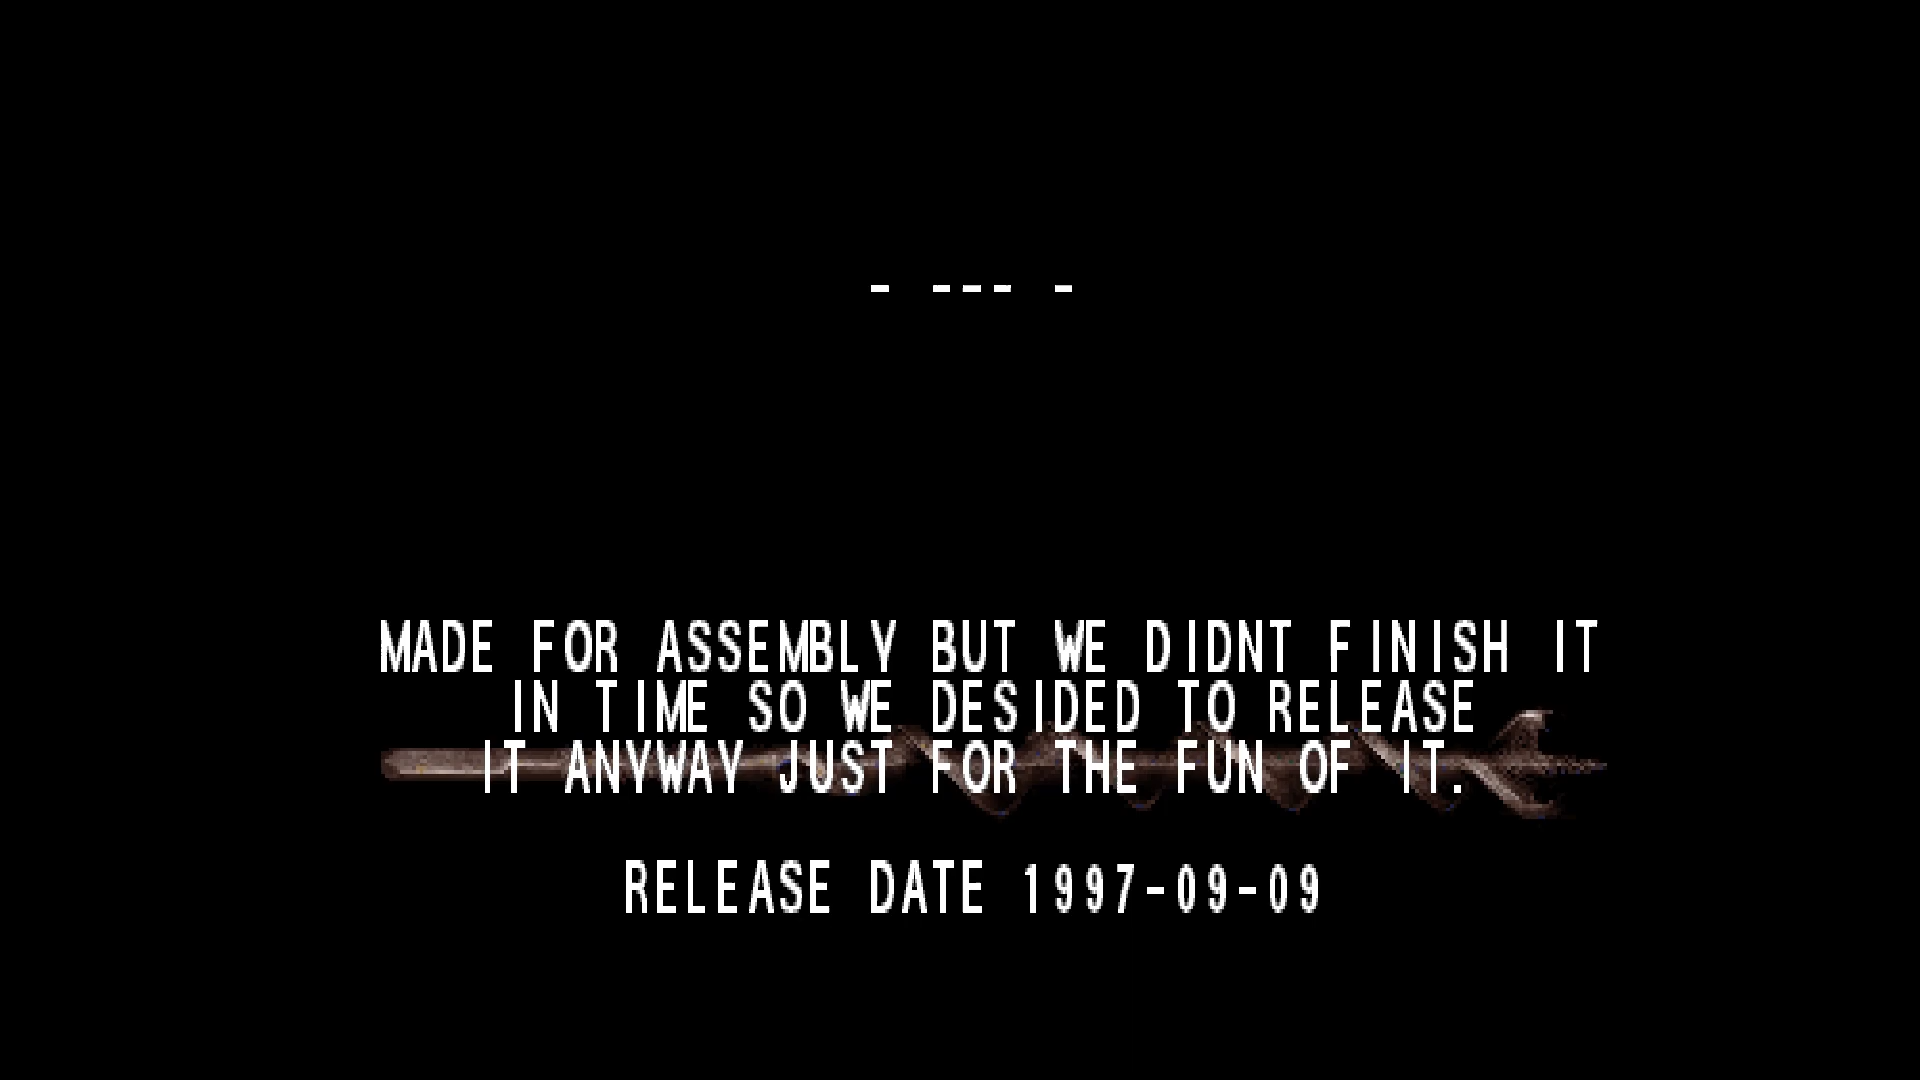 - --- -
MADE FOR ASSEMBLY BUT WE DIDNT FINISH IT
IN TIME SO WE DESIDED TO RELEASE
IT ANYWAY JUST FOR THE FUN OF IT.
RELEASE DATE 1997-09-09